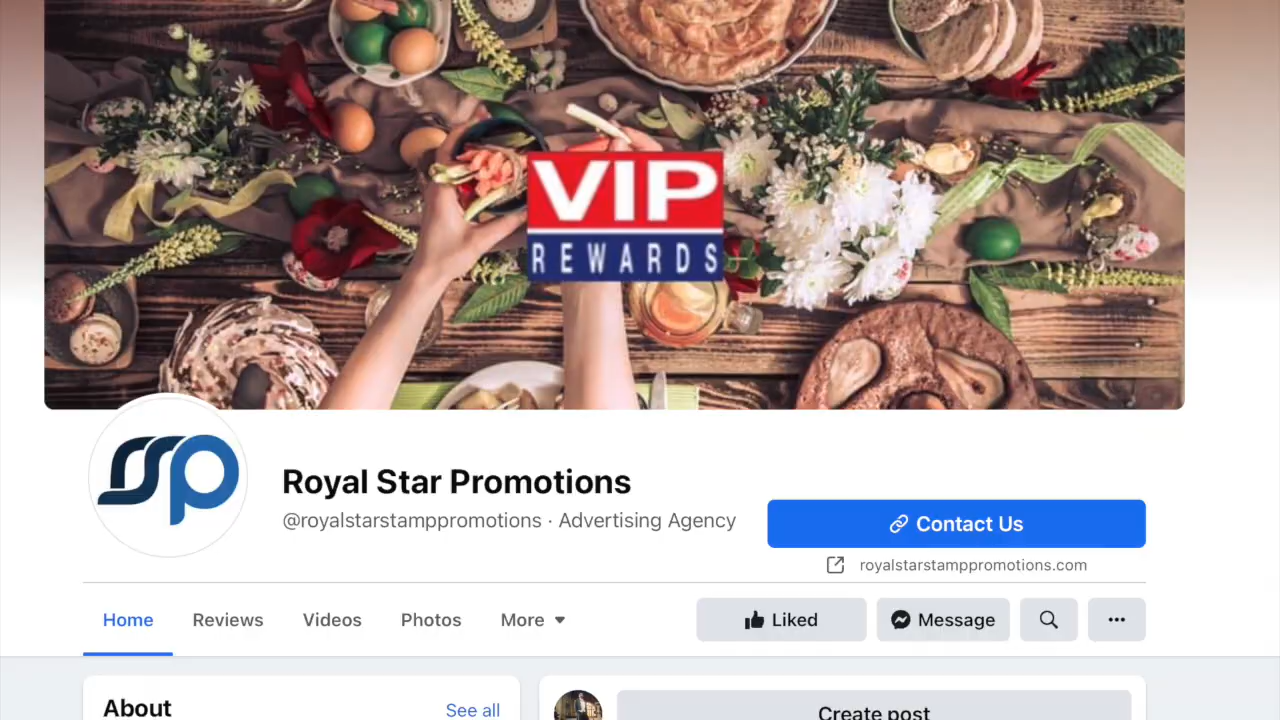 VIP
REWARDS
ssp
Royal Star Promotions
@royalstarstamppromotions · Advertising Agency
Contact Us
royalstarstamppromotions.com
Home Reviews Videos Photos More
Liked Message
About See all
Create post